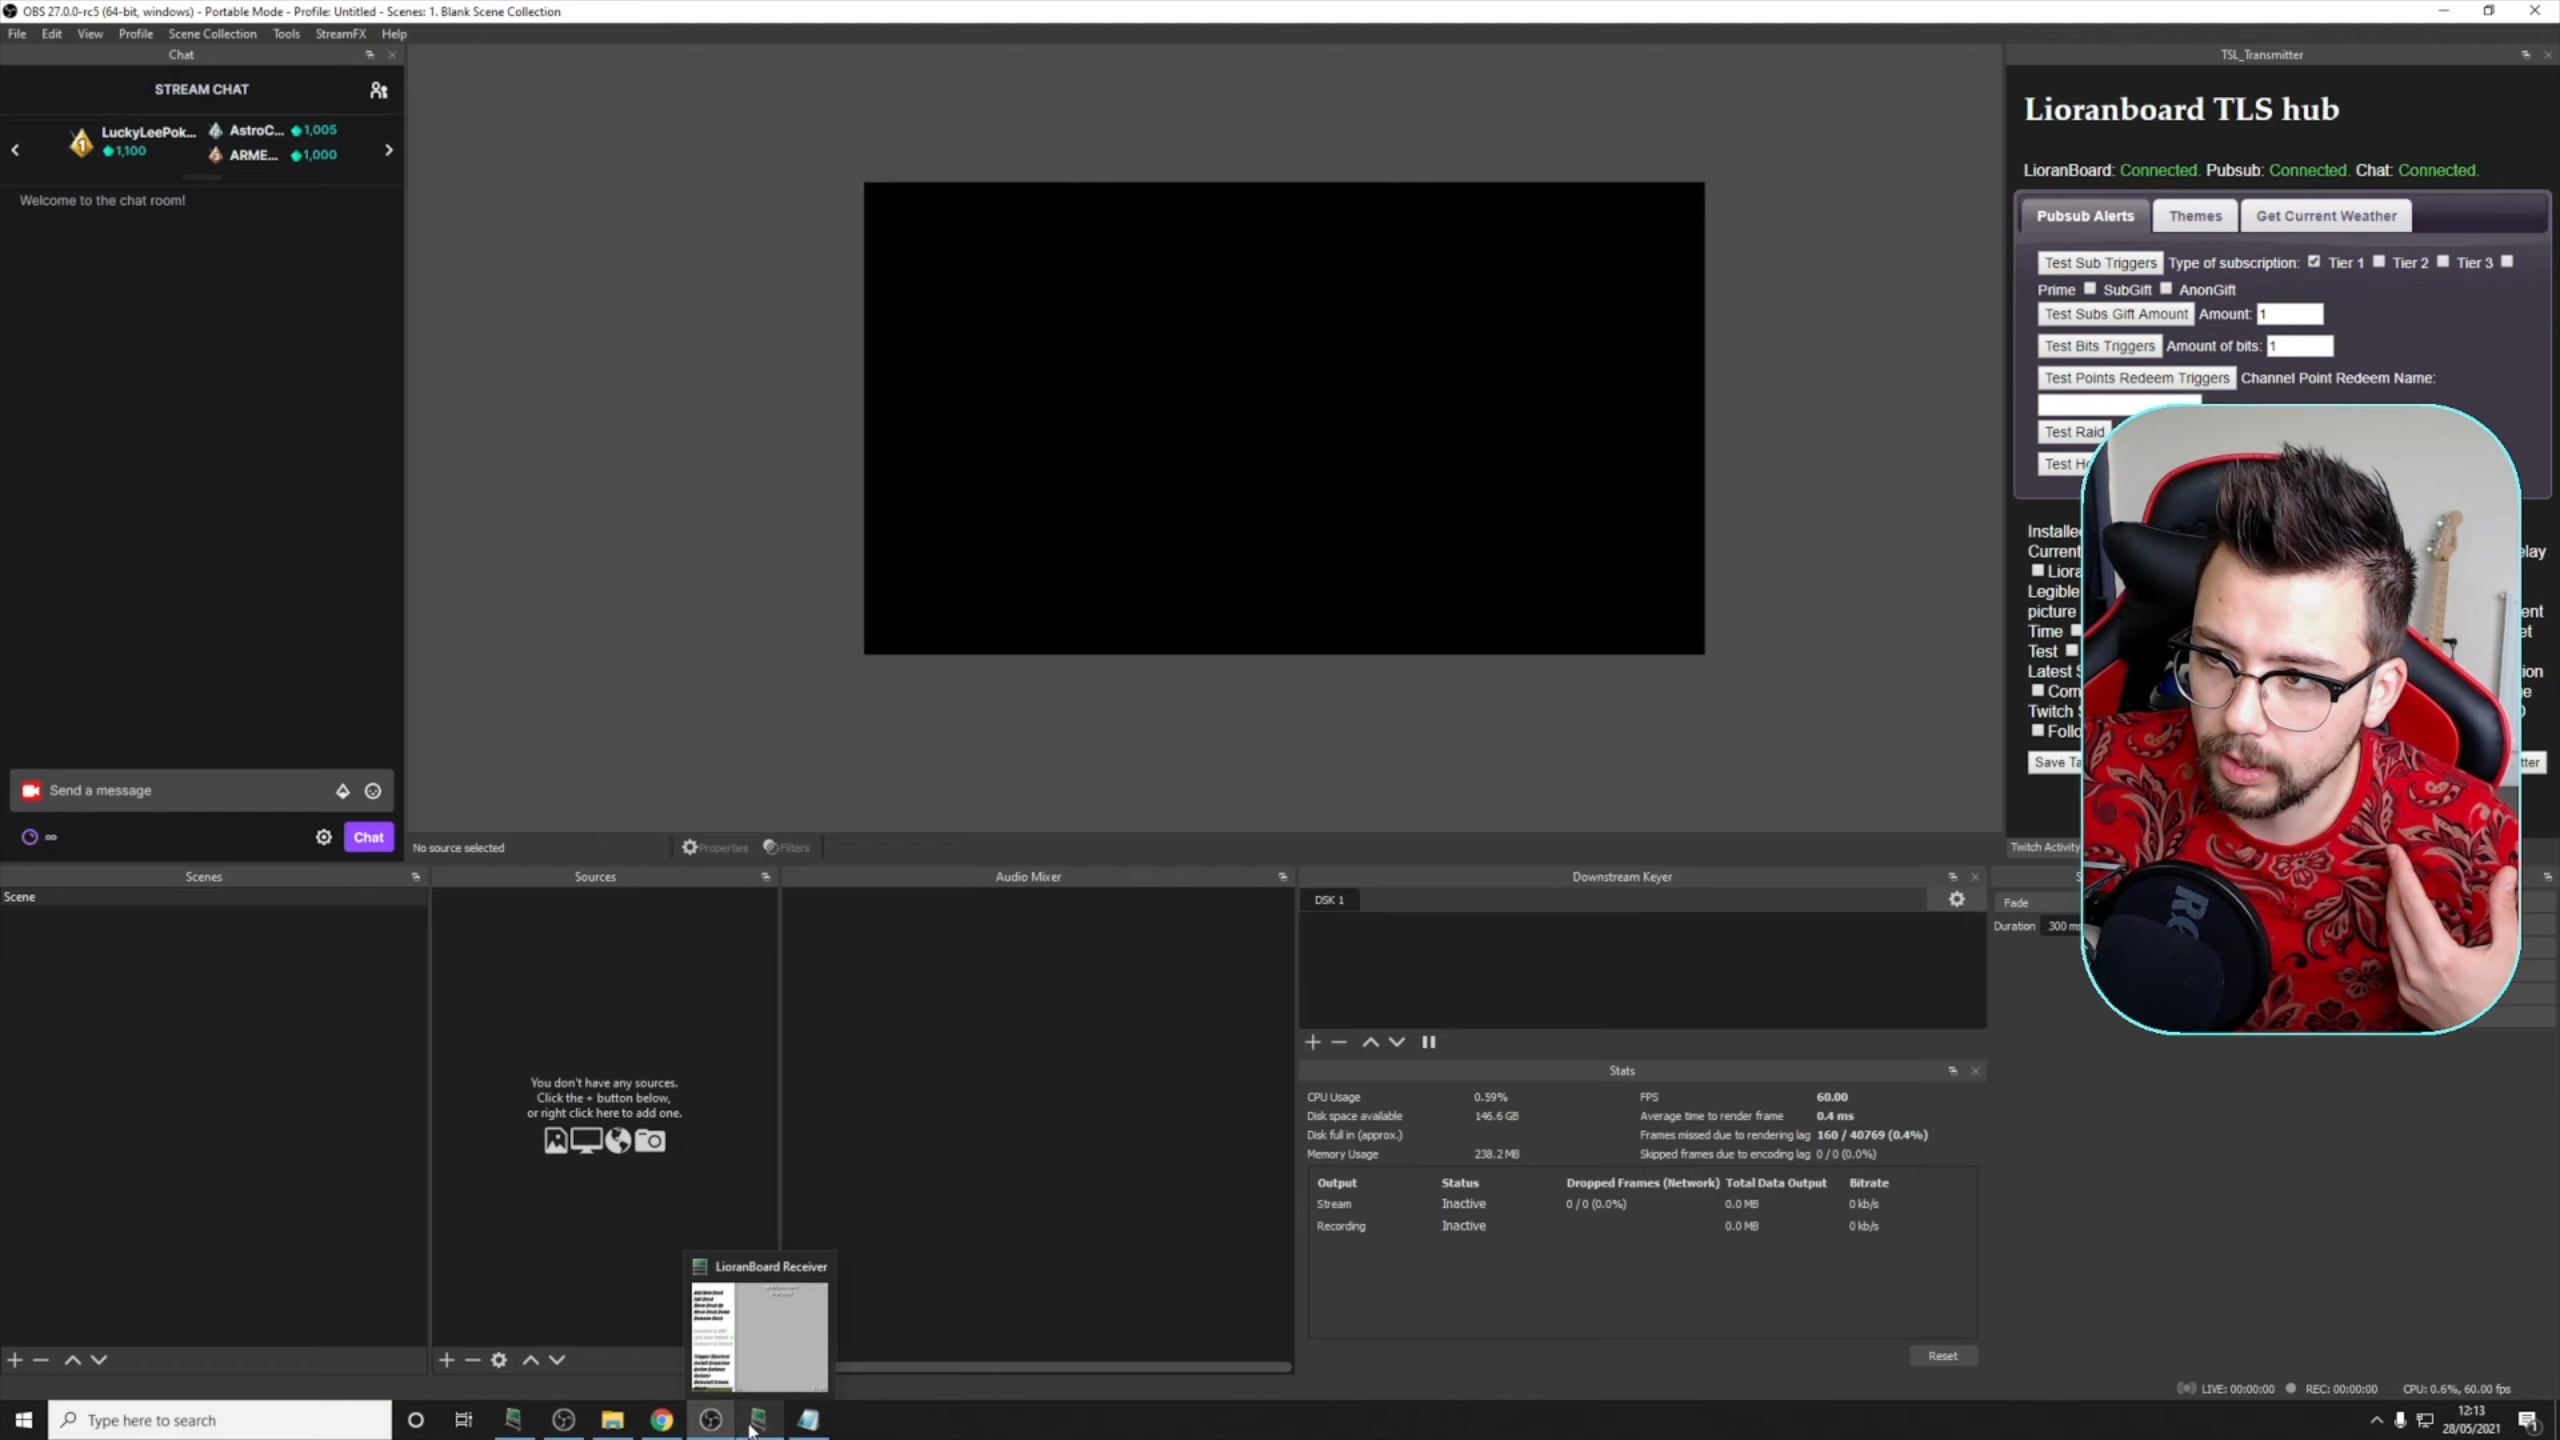 OBS 27.0.0-rc5 (64-bit, windows) - Portable Mode - Profile: Untitled - Scenes: 1. Blank Scene Collection
File Edit View Profile Scene Collection Tools StreamFX Help
Chat
STREAM CHAT
LuckyLeePok... 1,100
AstroC... 1,005
ARME... 1,000
Welcome to the chat room!
Send a message
Chat
TSL_Transmitter
Lioranboard TLS hub
LioranBoard: Connected. Pubsub: Connected. Chat: Connected.
Pubsub Alerts Themes Get Current Weather
Test Sub Triggers Type of subscription: Tier 1 Tier 2 Tier 3
Prime SubGift AnonGift
Test Subs Gift Amount Amount: 1
Test Bits Triggers Amount of bits: 1
Test Points Redeem Triggers Channel Point Redeem Name:
Test Raid
Test
Current
Legible
picture
Time
Test
Latest
Twitch
No source selected Properties Filters
Twitch Activity
Scenes
Scene
Sources
You don't have any sources.
Click the + button below,
or right click here to add one.
Audio Mixer
Downstream Keyer
DSK 1
Fade
Duration 300 ms
Stats
CPU Usage 0.59% FPS 60.00
Disk space available 146.6 GB Average time to render frame 0.4 ms
Disk full in (approx.) Frames missed due to rendering lag 160 / 40769 (0.4%)
Memory Usage 238.2 MB Skipped frames due to encoding lag 0 / 0 (0.0%)
Output Status Dropped Frames (Network) Total Data Output Bitrate
Stream Inactive 0 / 0 (0.0%) 0.0 MB 0 kb/s
Recording Inactive 0.0 MB 0 kb/s
Reset
LioranBoard Receiver
LIVE: 00:00:00 REC: 00:00:00 CPU: 0.6%, 60.00 fps
Type here to search
12:13
28/05/2021